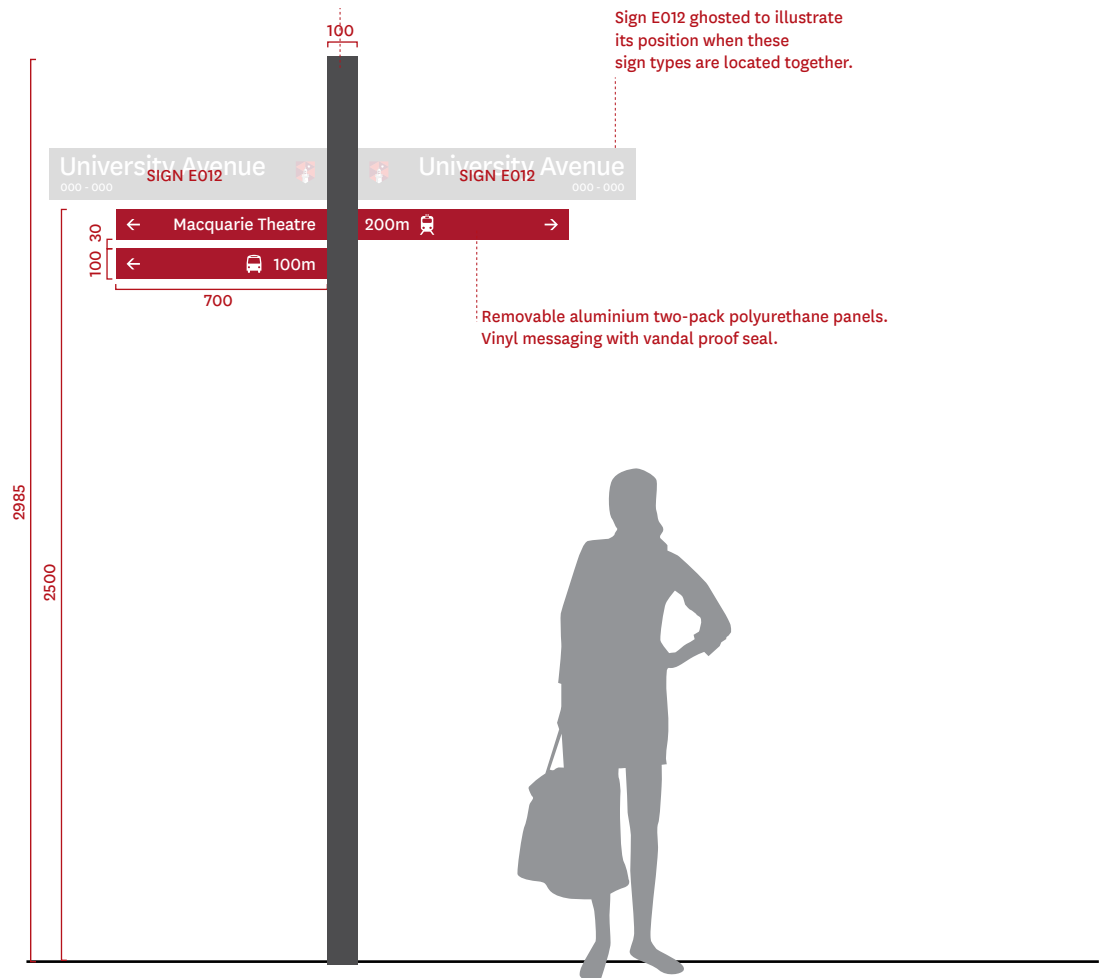 Sign E012 ghosted to illustrate
its position when these
sign types are located together.
100
University Avenue
000 - 000
SIGN E012
University Avenue
000 - 000
SIGN E012
← Macquarie Theatre
200m →
← 100m
30
100
700
Removable aluminium two-pack polyurethane panels.
Vinyl messaging with vandal proof seal.
2985
2500